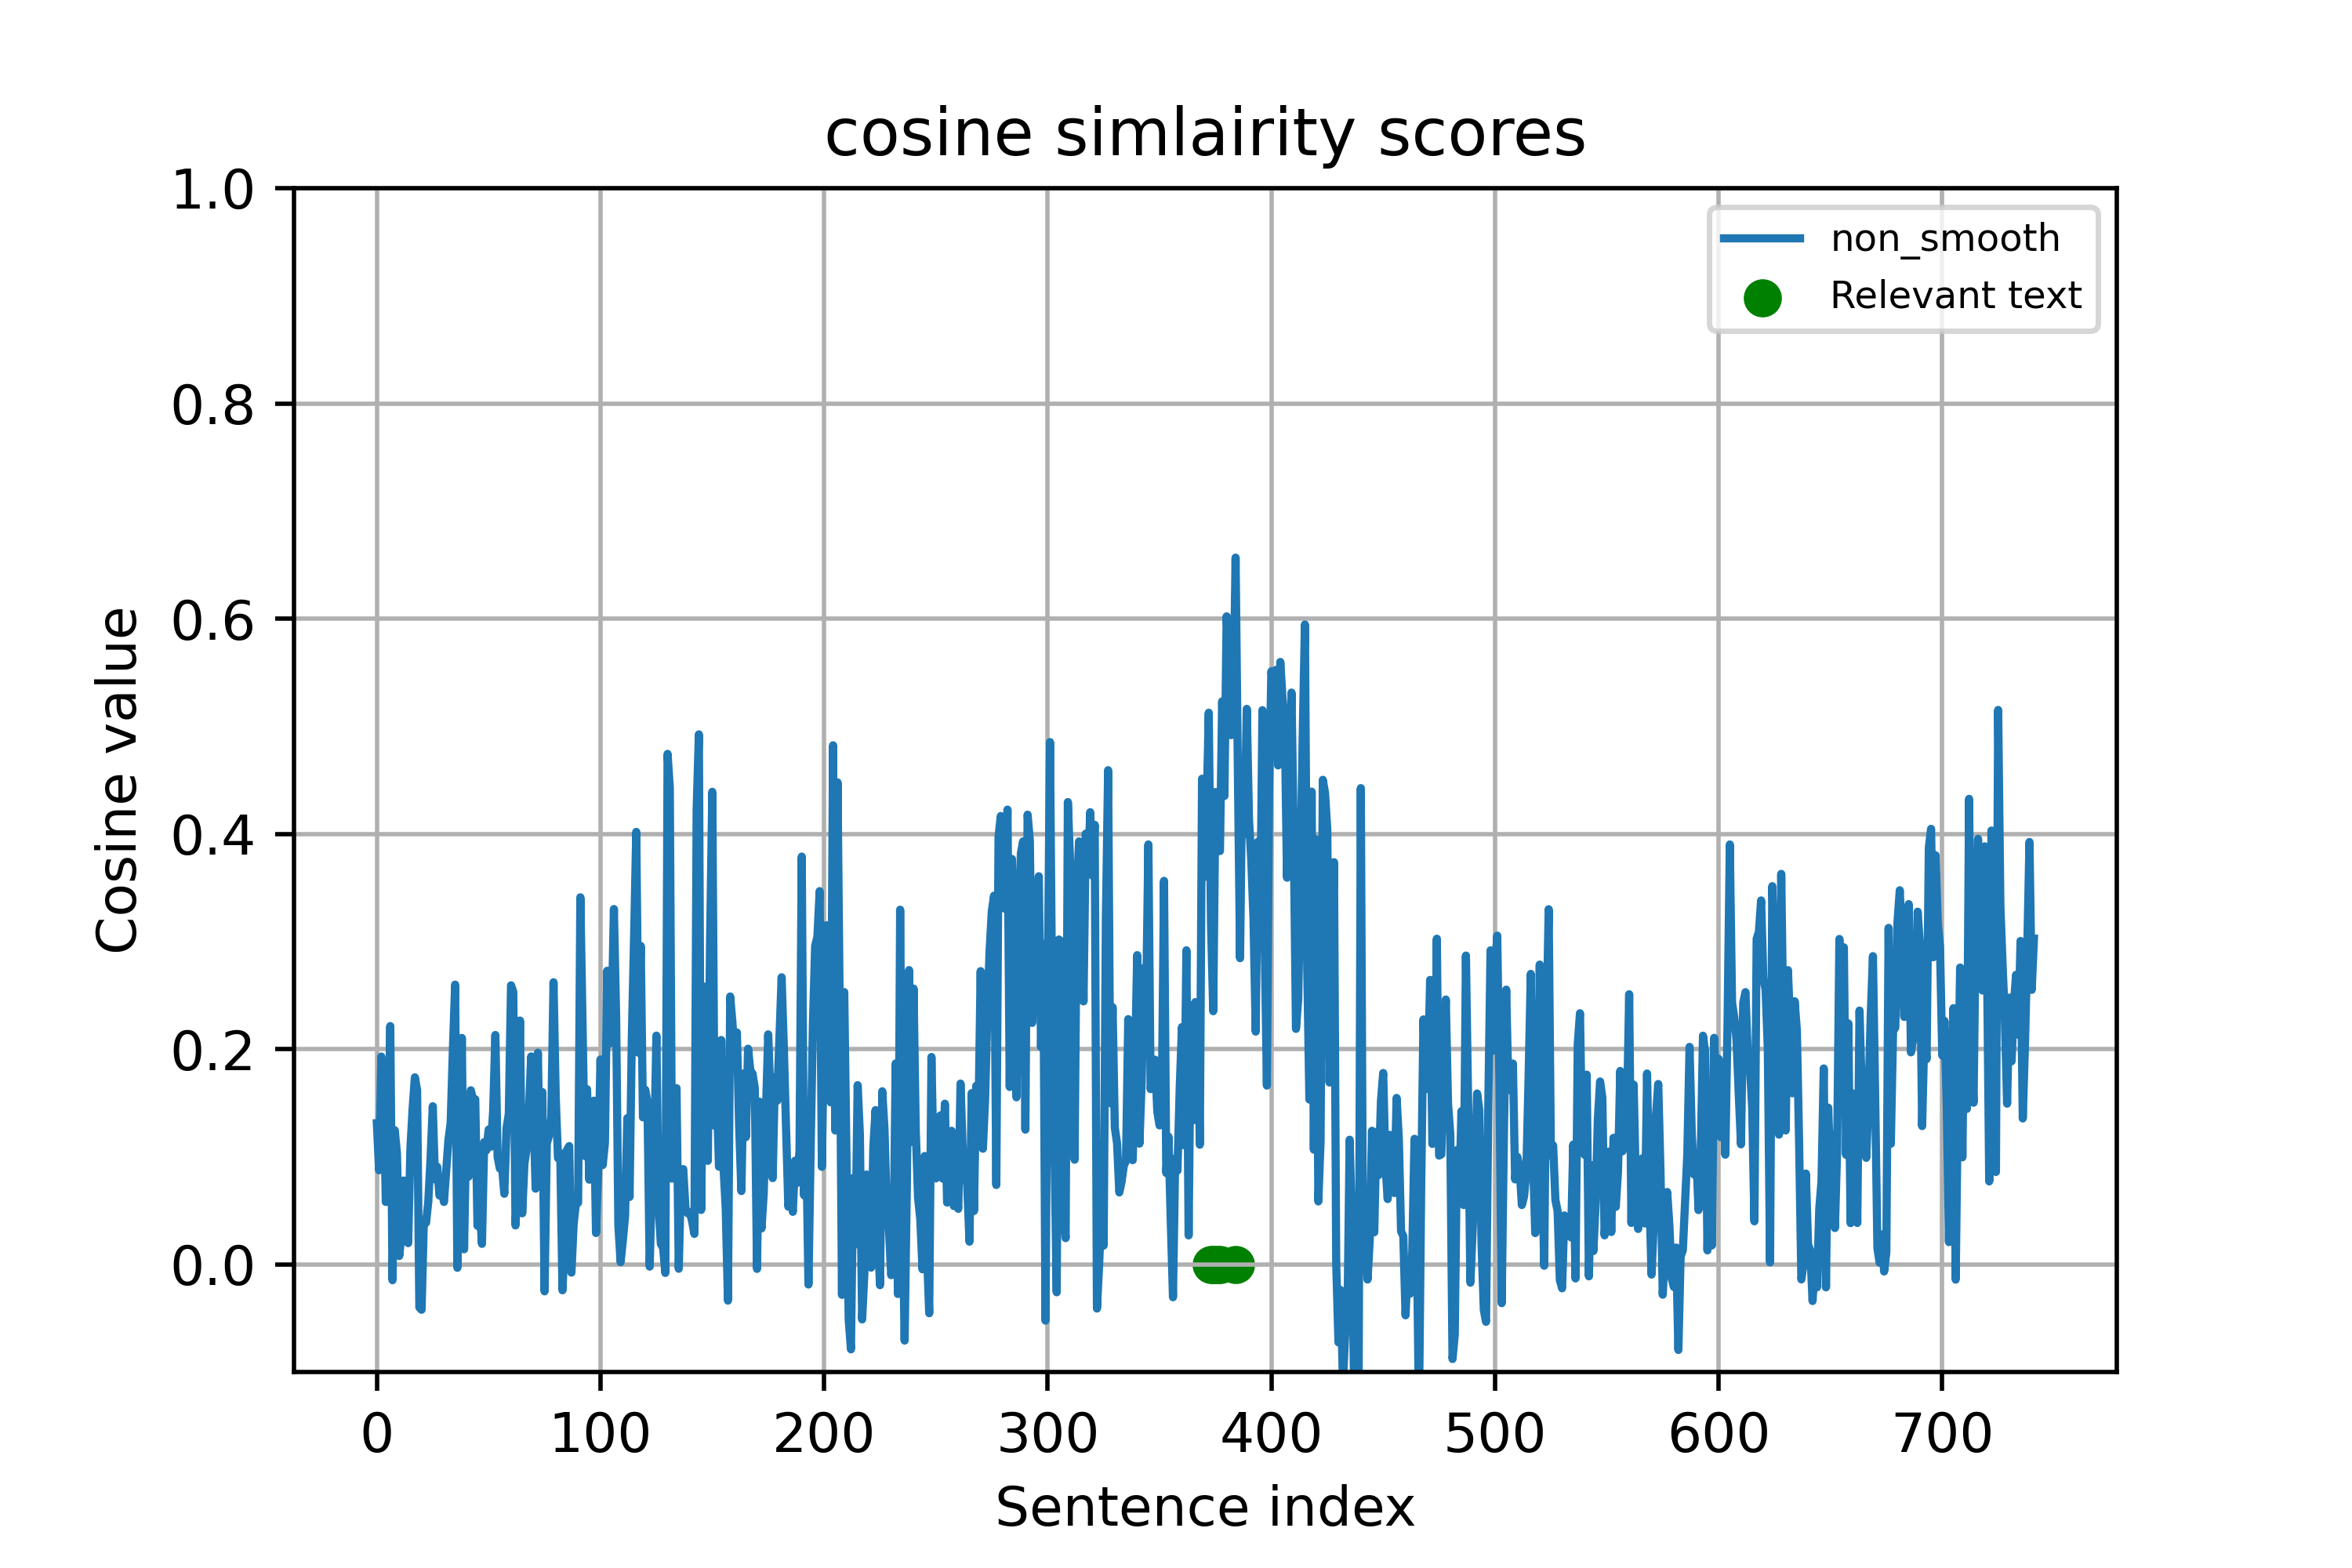 cosine simlairity scores
1.0
0.8
0.6
0.4
0.2
0.0
Cosine value
non_smooth
Relevant text
0 100 200 300 400 500 600 700
Sentence index